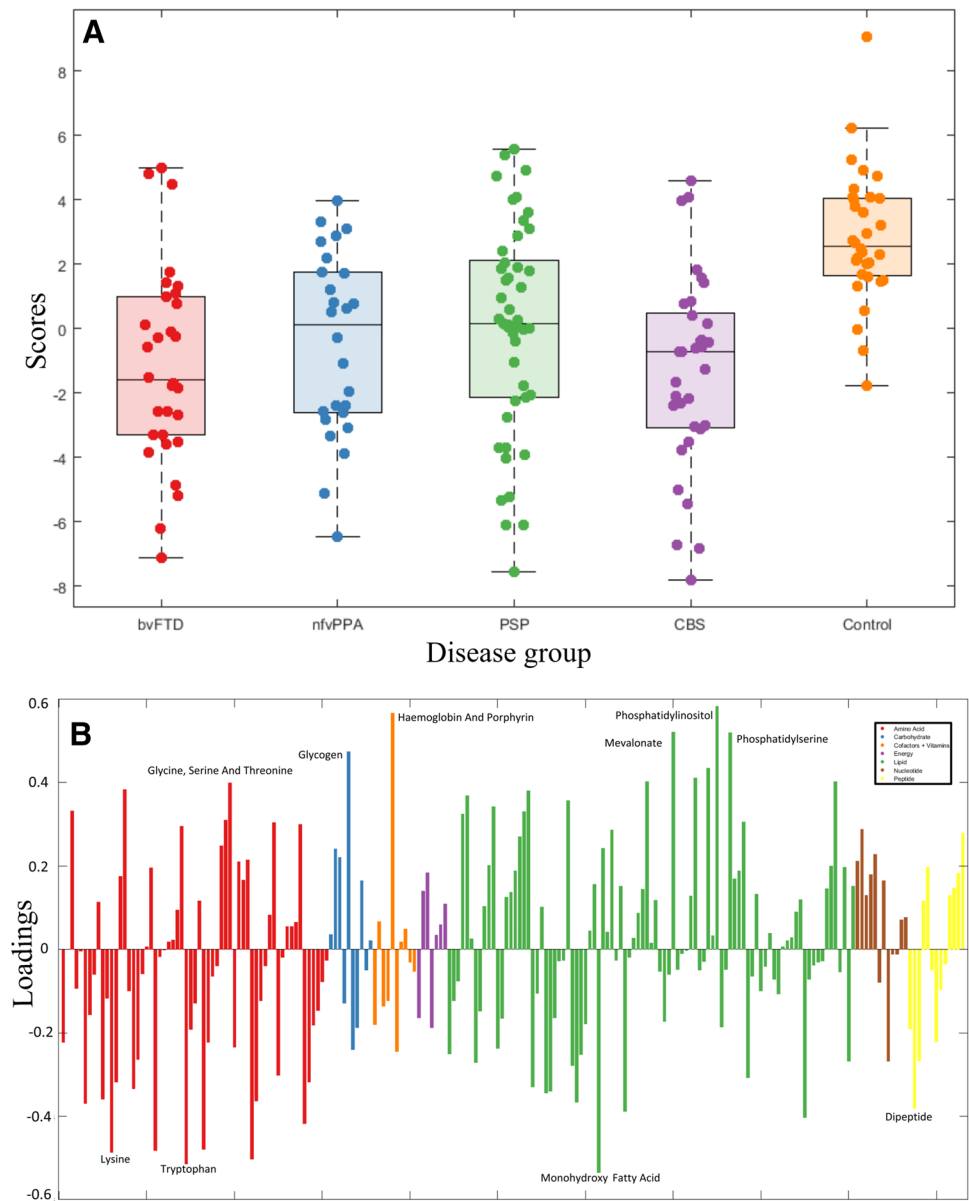 A
8
6
4
2
0
-2
-4
-6
-8
Scores
bvFTD nfvPPA PSP CBS Control
Disease group
B
0.6
0.4
0.2
0
-0.2
-0.4
-0.6
Loadings
Glycine, Serine And Threonine
Glycogen
Haemoglobin And Porphyrin
Phosphatidylinositol
Mevalonate
Phosphatidylserine
Amino Acid
Carbohydrate
Cofactors + Vitamins
Energy
Lipid
Nucleotide
Peptide
Lysine
Tryptophan
Monohydroxy Fatty Acid
Dipeptide